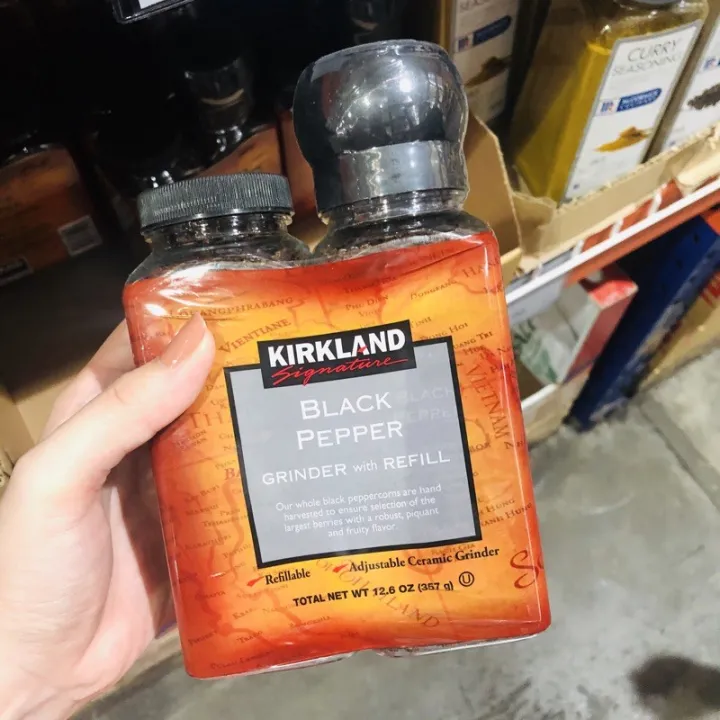 CURRY
SEASONING
McCORMICK
VIENTIANE
VIETNAM
KIRKLAND
Signature
BLACK
PEPPER
GRINDER with REFILL
Our whole black peppercorns are hand
harvested to ensure selection of the
largest berries with a robust, piquant
and fruity flavor.
Refillable
Adjustable Ceramic Grinder
TOTAL NET WT 12.6 OZ (357 g) U